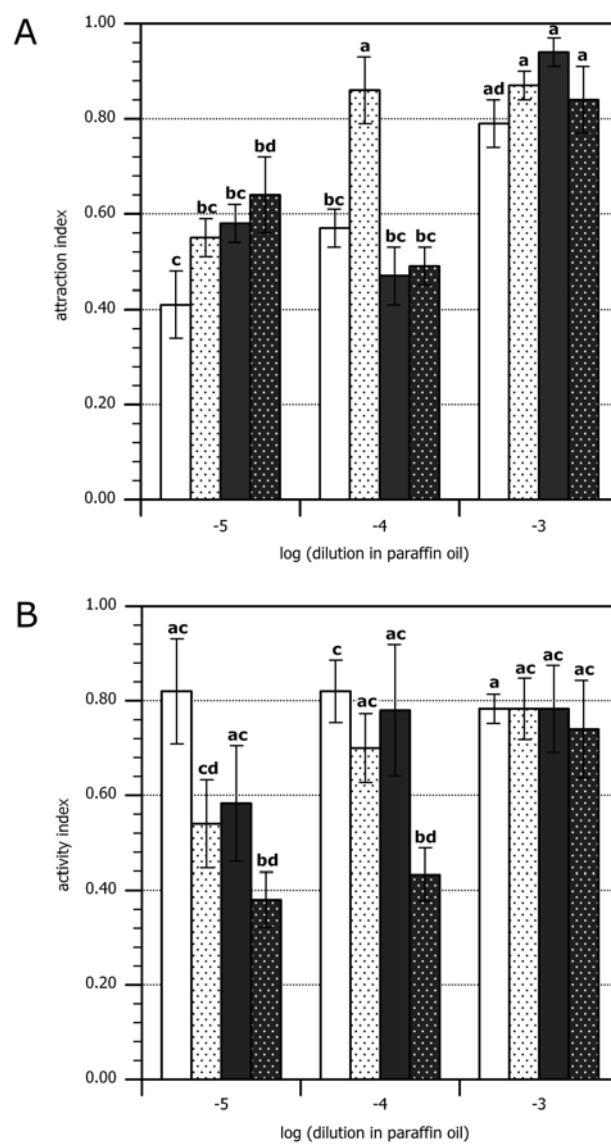 A
1.00
a
a
a
a
ad
0.80
bd
bc
bc
bc
0.60
bc
bc
c
0.40
0.20
0.00
-5
-4
-3
log (dilution in paraffin oil)
attraction index
B
1.00
ac
c
ac
a
ac
ac
ac
0.80
ac
cd
ac
0.60
bd
bd
0.40
0.20
0.00
-5
-4
-3
log (dilution in paraffin oil)
activity index